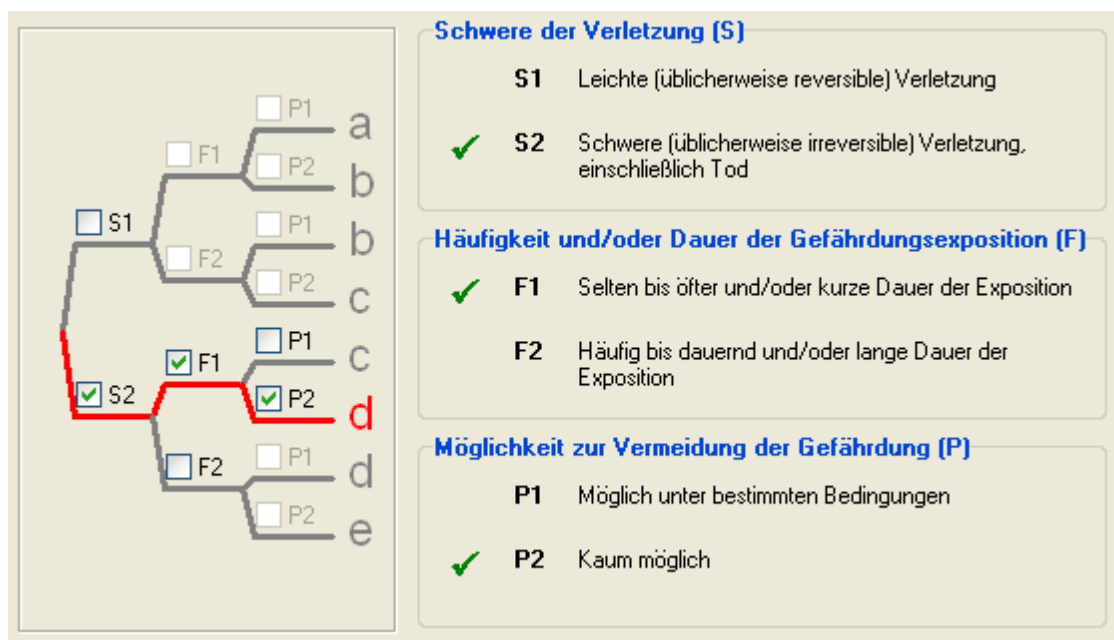 P1
a
F1
P2
b
S1
P1
b
F2
P2
c
P1
c
F1
P2
d
S2
P1
d
F2
P2
e
Schwere der Verletzung (S)
S1 Leichte (üblicherweise reversible) Verletzung
S2 Schwere (üblicherweise irreversible) Verletzung,
einschließlich Tod
Häufigkeit und/oder Dauer der Gefährdungsexposition (F)
F1 Selten bis öfter und/oder kurze Dauer der Exposition
F2 Häufig bis dauernd und/oder lange Dauer der
Exposition
Möglichkeit zur Vermeidung der Gefährdung (P)
P1 Möglich unter bestimmten Bedingungen
P2 Kaum möglich